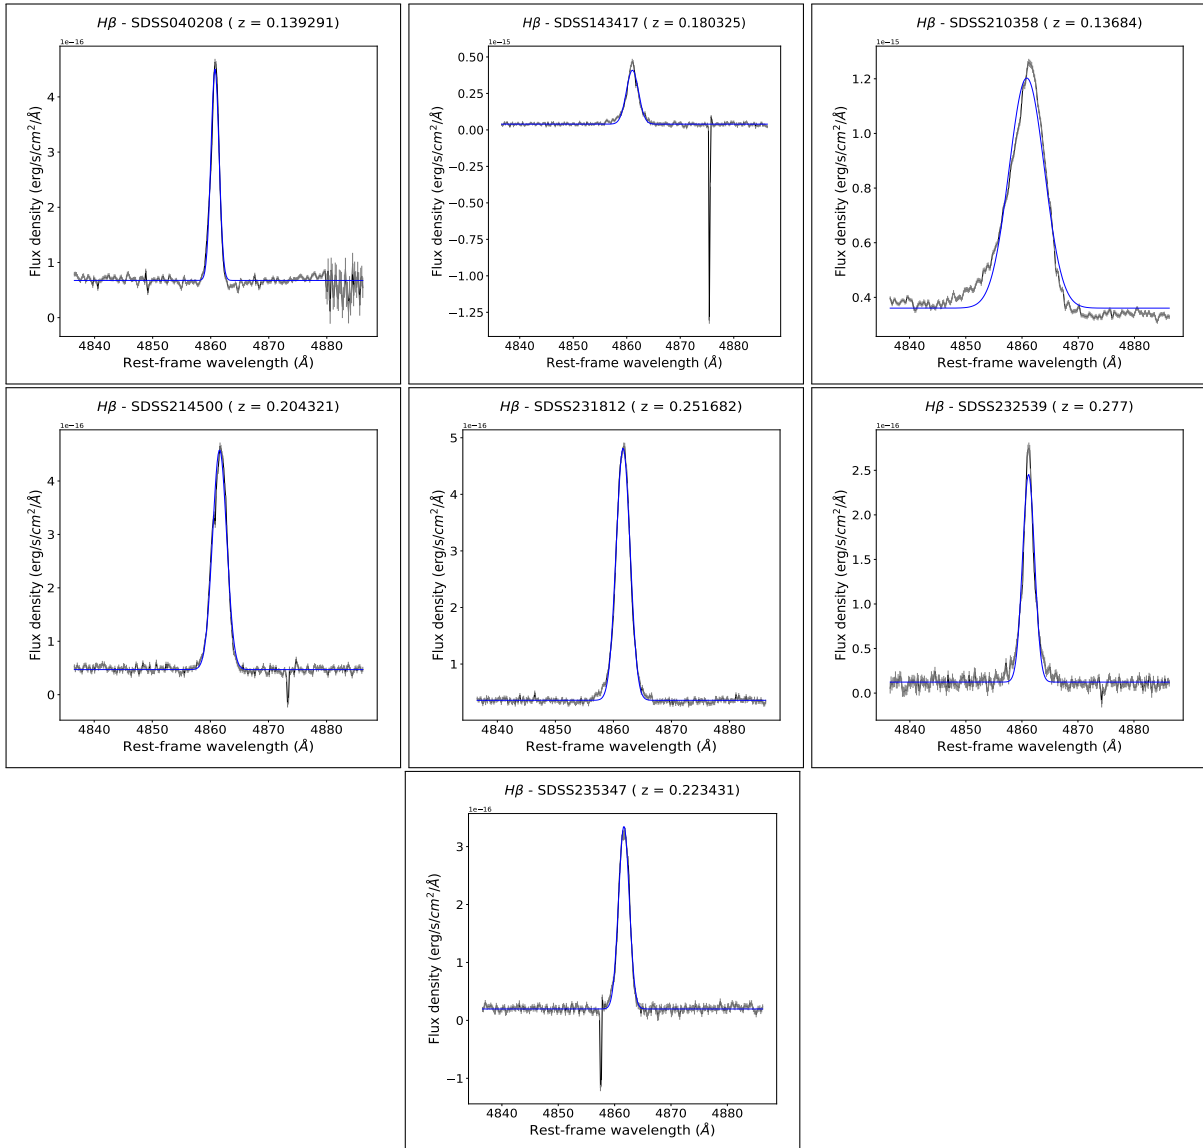 Hβ - SDSS040208 ( z = 0.139291)
1e−16
4
3
2
1
0
Flux density (erg/s/cm²/Å)
4840 4850 4860 4870 4880
Rest-frame wavelength (Å)
Hβ - SDSS143417 ( z = 0.180325)
1e−15
0.50
0.25
0.00
−0.25
−0.50
−0.75
−1.00
−1.25
Flux density (erg/s/cm²/Å)
4840 4850 4860 4870 4880
Rest-frame wavelength (Å)
Hβ - SDSS210358 ( z = 0.13684)
1e−15
1.2
1.0
0.8
0.6
0.4
Flux density (erg/s/cm²/Å)
4840 4850 4860 4870 4880
Rest-frame wavelength (Å)
Hβ - SDSS214500 ( z = 0.204321)
1e−16
4
3
2
1
0
Flux density (erg/s/cm²/Å)
4840 4850 4860 4870 4880
Rest-frame wavelength (Å)
Hβ - SDSS231812 ( z = 0.251682)
1e−16
5
4
3
2
1
Flux density (erg/s/cm²/Å)
4840 4850 4860 4870 4880
Rest-frame wavelength (Å)
Hβ - SDSS232539 ( z = 0.277)
1e−16
2.5
2.0
1.5
1.0
0.5
0.0
Flux density (erg/s/cm²/Å)
4840 4850 4860 4870 4880
Rest-frame wavelength (Å)
Hβ - SDSS235347 ( z = 0.223431)
1e−16
3
2
1
0
−1
Flux density (erg/s/cm²/Å)
4840 4850 4860 4870 4880
Rest-frame wavelength (Å)